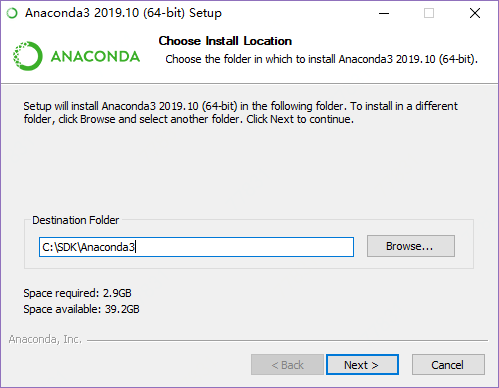 Anaconda3 2019.10 (64-bit) Setup
ANACONDA
Choose Install Location
Choose the folder in which to install Anaconda3 2019.10 (64-bit).
Setup will install Anaconda3 2019.10 (64-bit) in the following folder. To install in a different
folder, click Browse and select another folder. Click Next to continue.
Destination Folder
C:\SDK\Anaconda3
Browse...
Space required: 2.9GB
Space available: 39.2GB
Anaconda, Inc.
< Back
Next >
Cancel